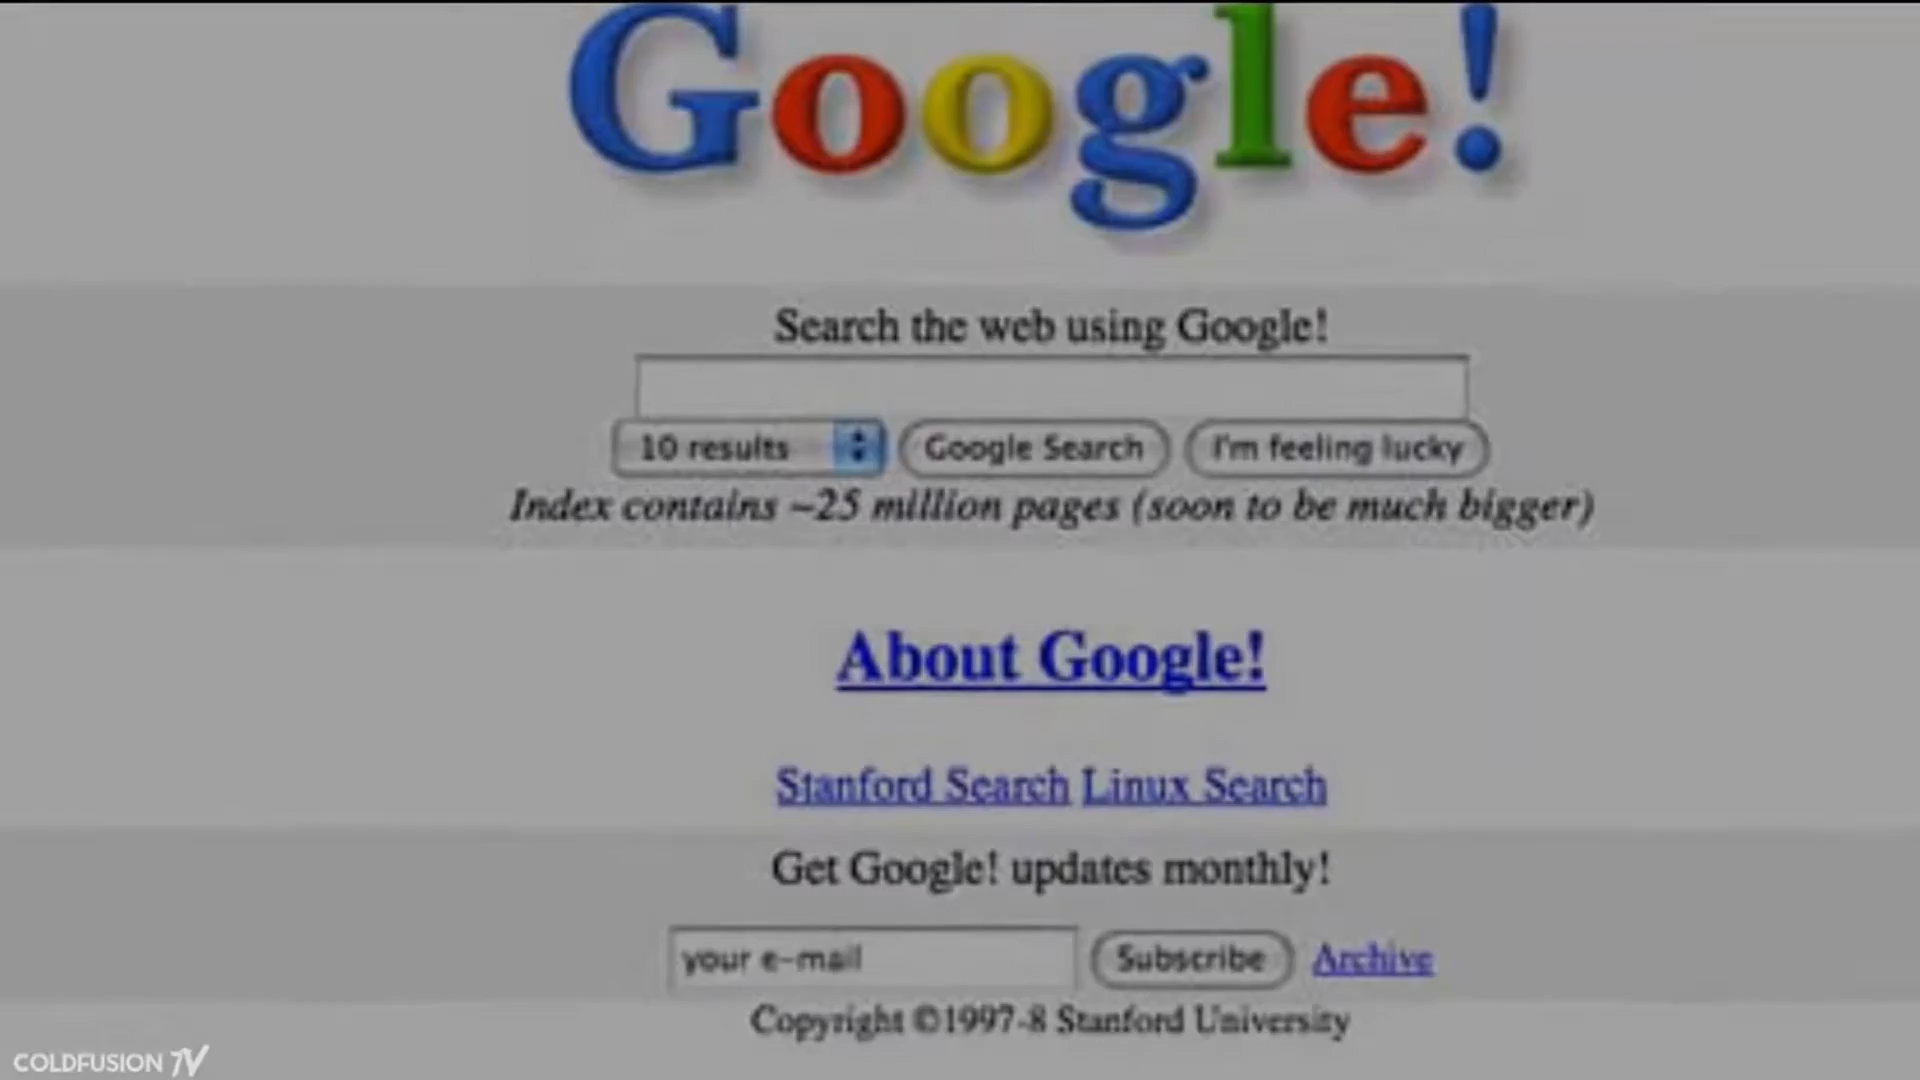 Google!
Search the web using Google!
10 results Google Search I'm feeling lucky
Index contains ~25 million pages (soon to be much bigger)
About Google!
Stanford Search Linux Search
Get Google! updates monthly!
your e-mail Subscribe Archive
Copyright ©1997-8 Stanford University
COLDFUSION TV